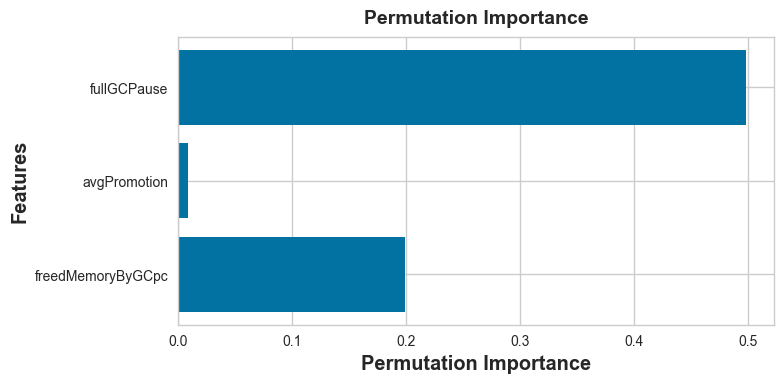 Permutation Importance
Features
fullGCPause
avgPromotion
freedMemoryByGCpc
0.0 0.1 0.2 0.3 0.4 0.5
Permutation Importance